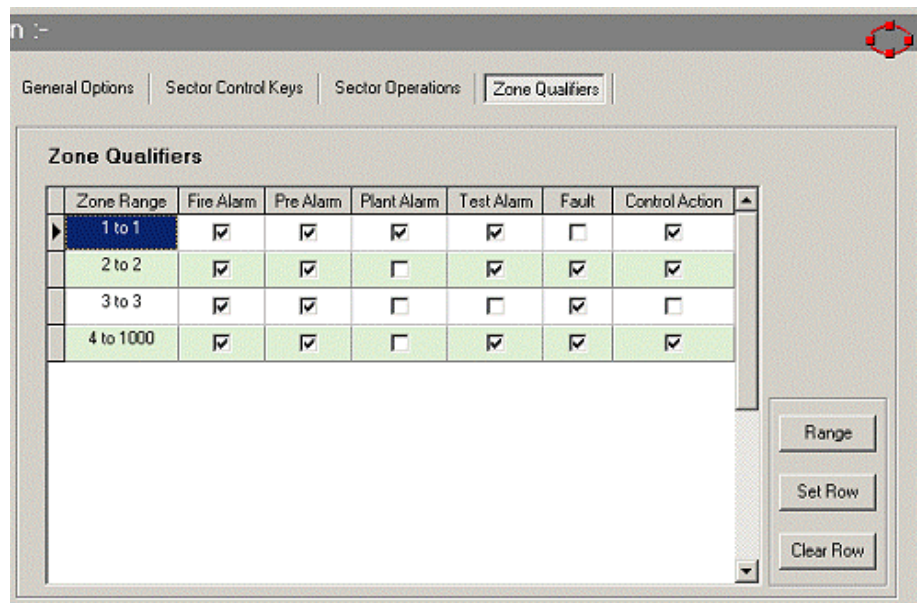 n :-
General Options Sector Control Keys Sector Operations Zone Qualifiers
Zone Qualifiers
Zone Range Fire Alarm Pre Alarm Plant Alarm Test Alarm Fault Control Action
1 to 1
2 to 2
3 to 3
4 to 1000
Range
Set Row
Clear Row